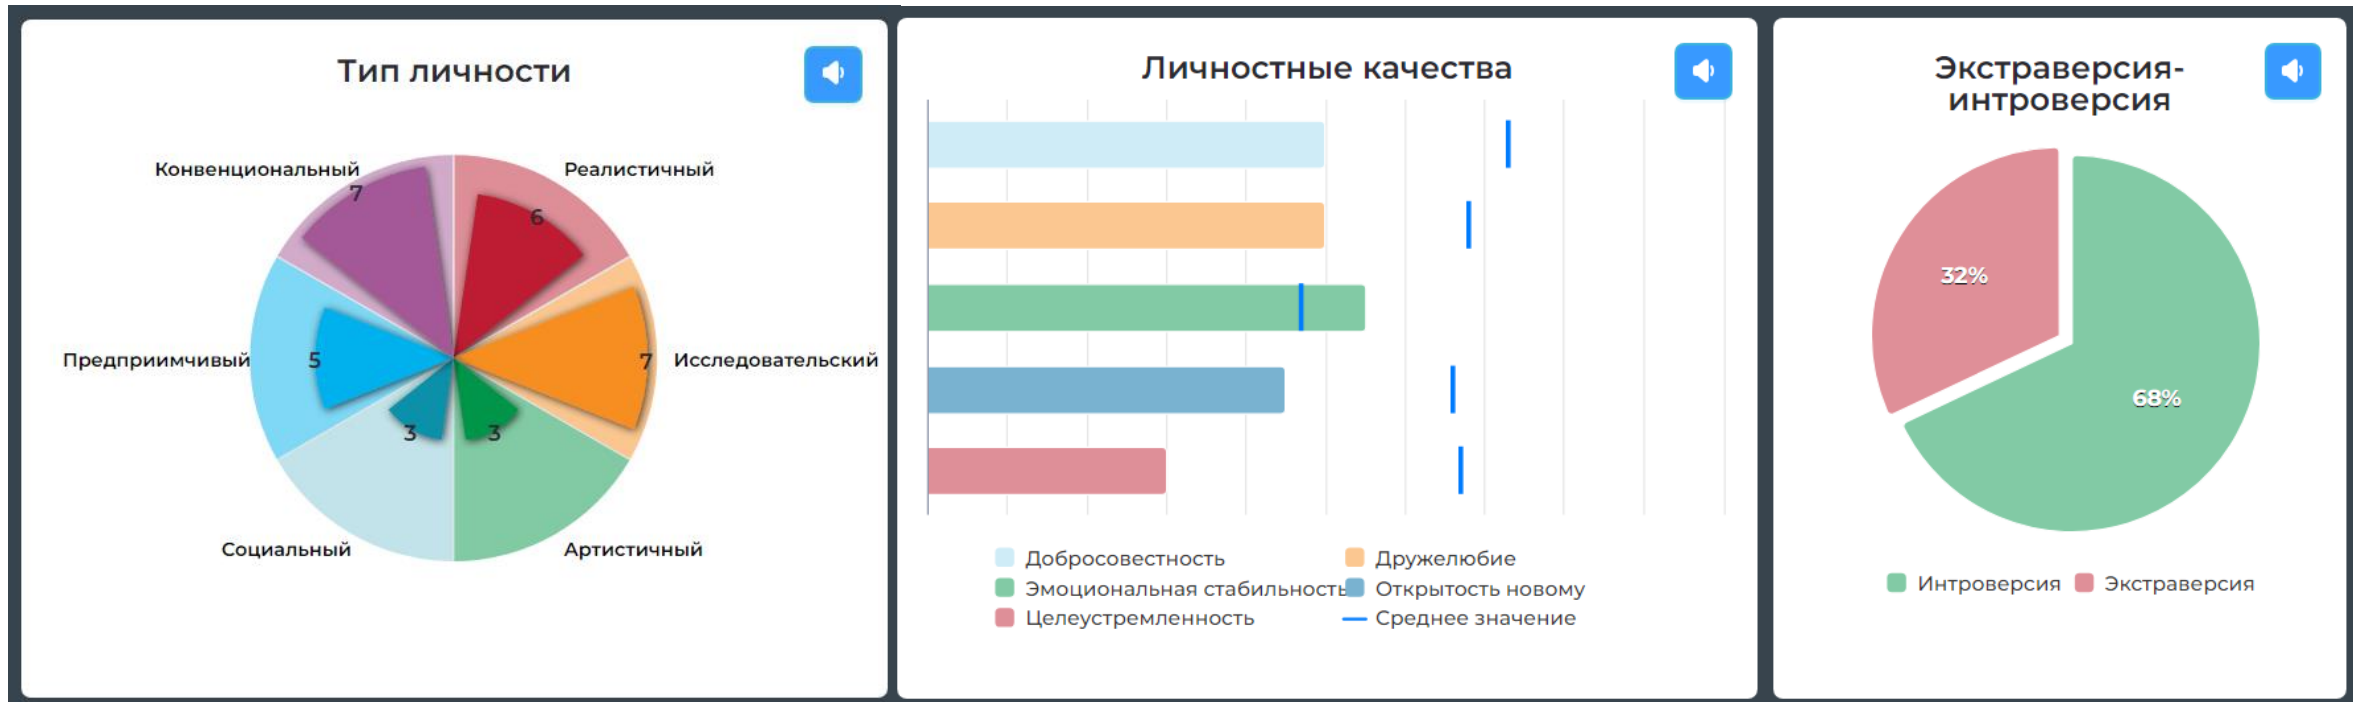 Тип личности
Конвенциональный
Реалистичный
7
6
Предприимчивый
5
7
Исследовательский
3
3
Социальный
Артистичный
Личностные качества
Добросовестность
Дружелюбие
Эмоциональная стабильность
Открытость новому
Целеустремленность
Среднее значение
Экстраверсия-
интроверсия
32%
68%
Интроверсия
Экстраверсия